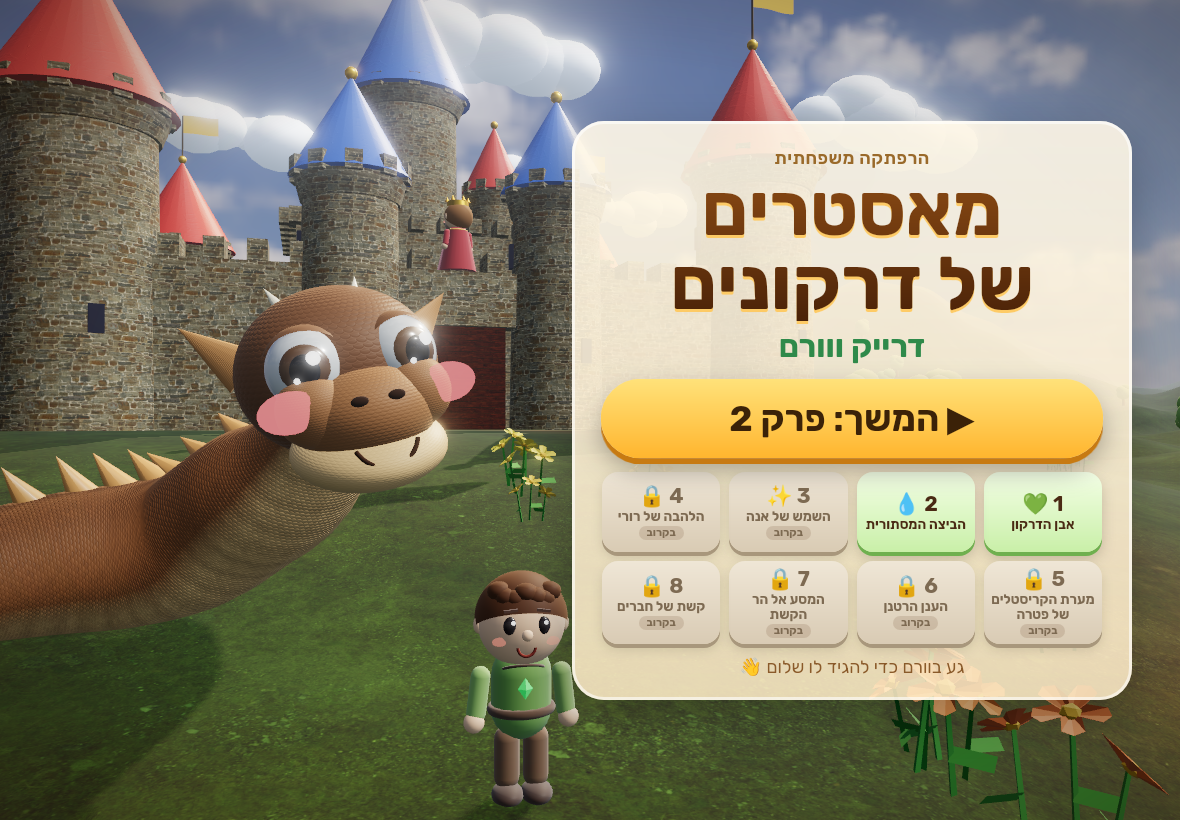 הרפתקה משפחתית
מאסטרים
של דרקונים
דרייק ווורם
▶ המשך: פרק 2
1 💚
אבן הדרקון
2 💧
הביצה המסתורית
3 ✨
השמש של אנה
בקרוב
4 🔒
הלהבה של רורי
בקרוב
5 🔒
מערת הקריסטלים
של פטרה
בקרוב
6 🔒
הענן הרטגן
בקרוב
7 🔒
המסע אל הר
הקשת
בקרוב
8 🔒
קשת של חברים
בקרוב
גע בוורם כדי להגיד לו שלום 👋